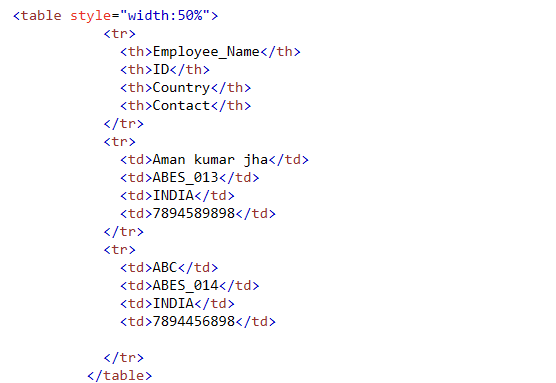 <table style="width:50%">
<tr>
<th>Employee_Name</th>
<th>ID</th>
<th>Country</th>
<th>Contact</th>
</tr>
<tr>
<td>Aman kumar jha</td>
<td>ABES_013</td>
<td>INDIA</td>
<td>7894589898</td>
</tr>
<tr>
<td>ABC</td>
<td>ABES_014</td>
<td>INDIA</td>
<td>7894456898</td>
</tr>
</table>